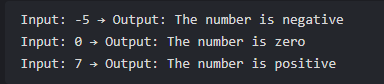 Input: -5 → Output: The number is negative
Input: 0 → Output: The number is zero
Input: 7 → Output: The number is positive